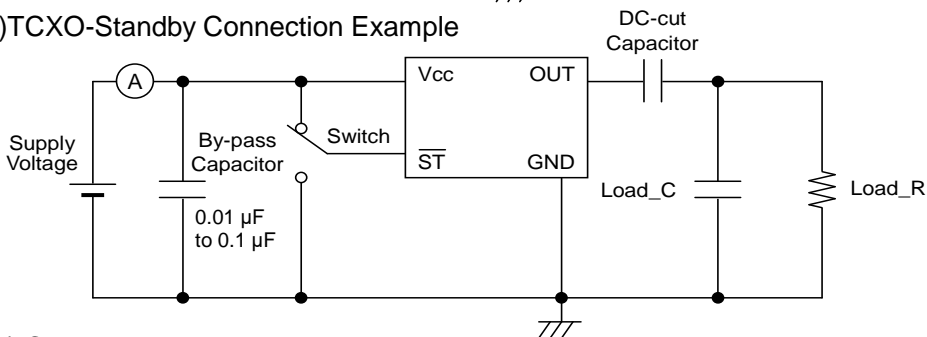 )TCXO-Standby Connection Example
DC-cut
Capacitor
A
Vcc
OUT
Supply
Voltage
By-pass
Capacitor
Switch
S̅T̅
GND
0.01 µF
to 0.1 µF
Load_C
Load_R